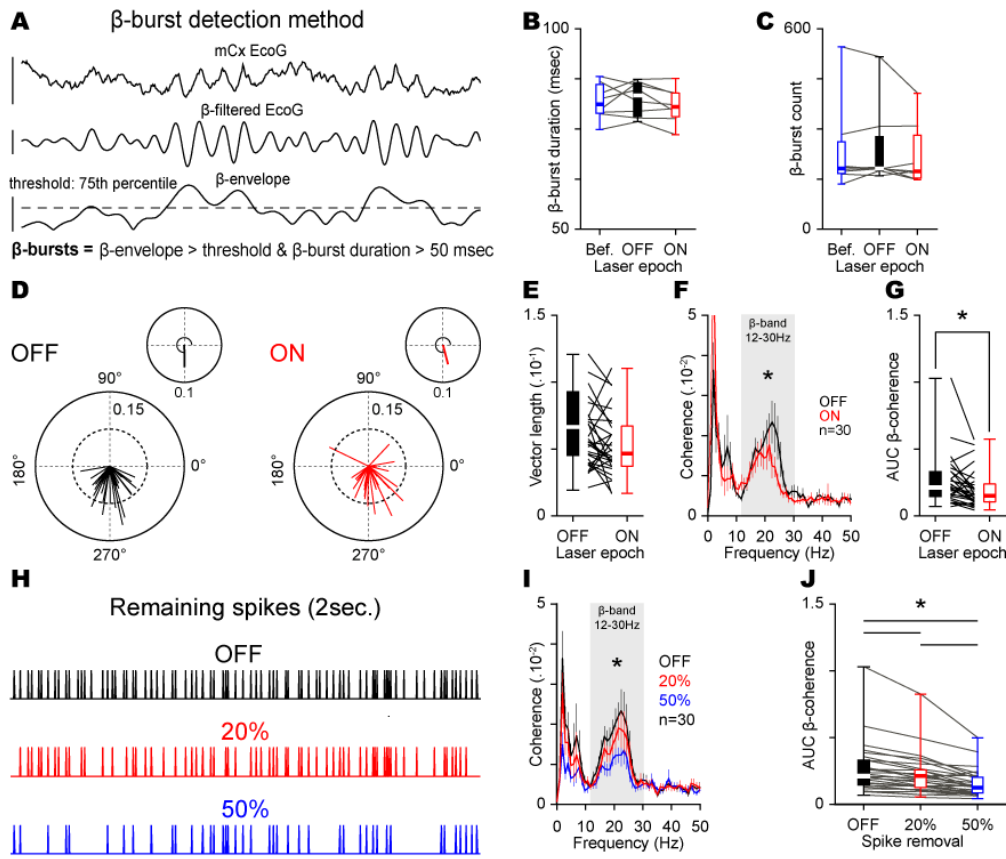 A
β-burst detection method
mCx EcoG
β-filtered EcoG
threshold: 75th percentile
β-envelope
β-bursts = β-envelope > threshold & β-burst duration > 50 msec
B
β-burst duration (msec)
100
50
Bef. OFF ON
Laser epoch
C
β-burst count
600
0
Bef. OFF ON
Laser epoch
D
OFF
0.1
90°
0.15
180°
0°
270°
ON
0.1
90°
0.15
180°
0°
270°
E
Vector length (.10⁻¹)
1.5
0
OFF ON
Laser epoch
F
Coherence (.10⁻²)
5
0
β-band
12-30Hz
*
OFF
ON
n=30
0 10 20 30 40 50
Frequency (Hz)
G
AUC β-coherence
1.5
0
*
OFF ON
Laser epoch
H
Remaining spikes (2sec.)
OFF
20%
50%
I
Coherence (.10⁻²)
5
0
β-band
12-30Hz
*
OFF
20%
50%
n=30
0 10 20 30 40 50
Frequency (Hz)
J
AUC β-coherence
1.5
0
*
OFF 20% 50%
Spike removal